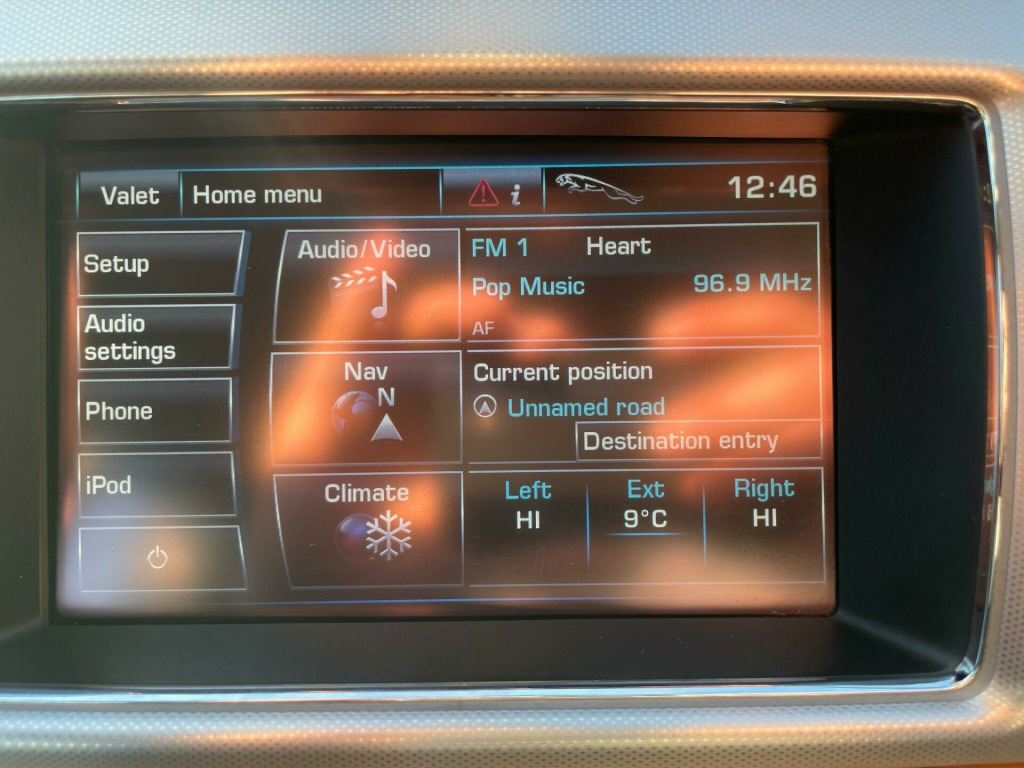 Valet
Home menu
i
12:46
Setup
Audio
settings
Phone
iPod
Audio/Video
FM 1 Heart
Pop Music 96.9 MHz
AF
Nav
N
Current position
Unnamed road
Destination entry
Climate
Left Ext Right
HI 9°C HI